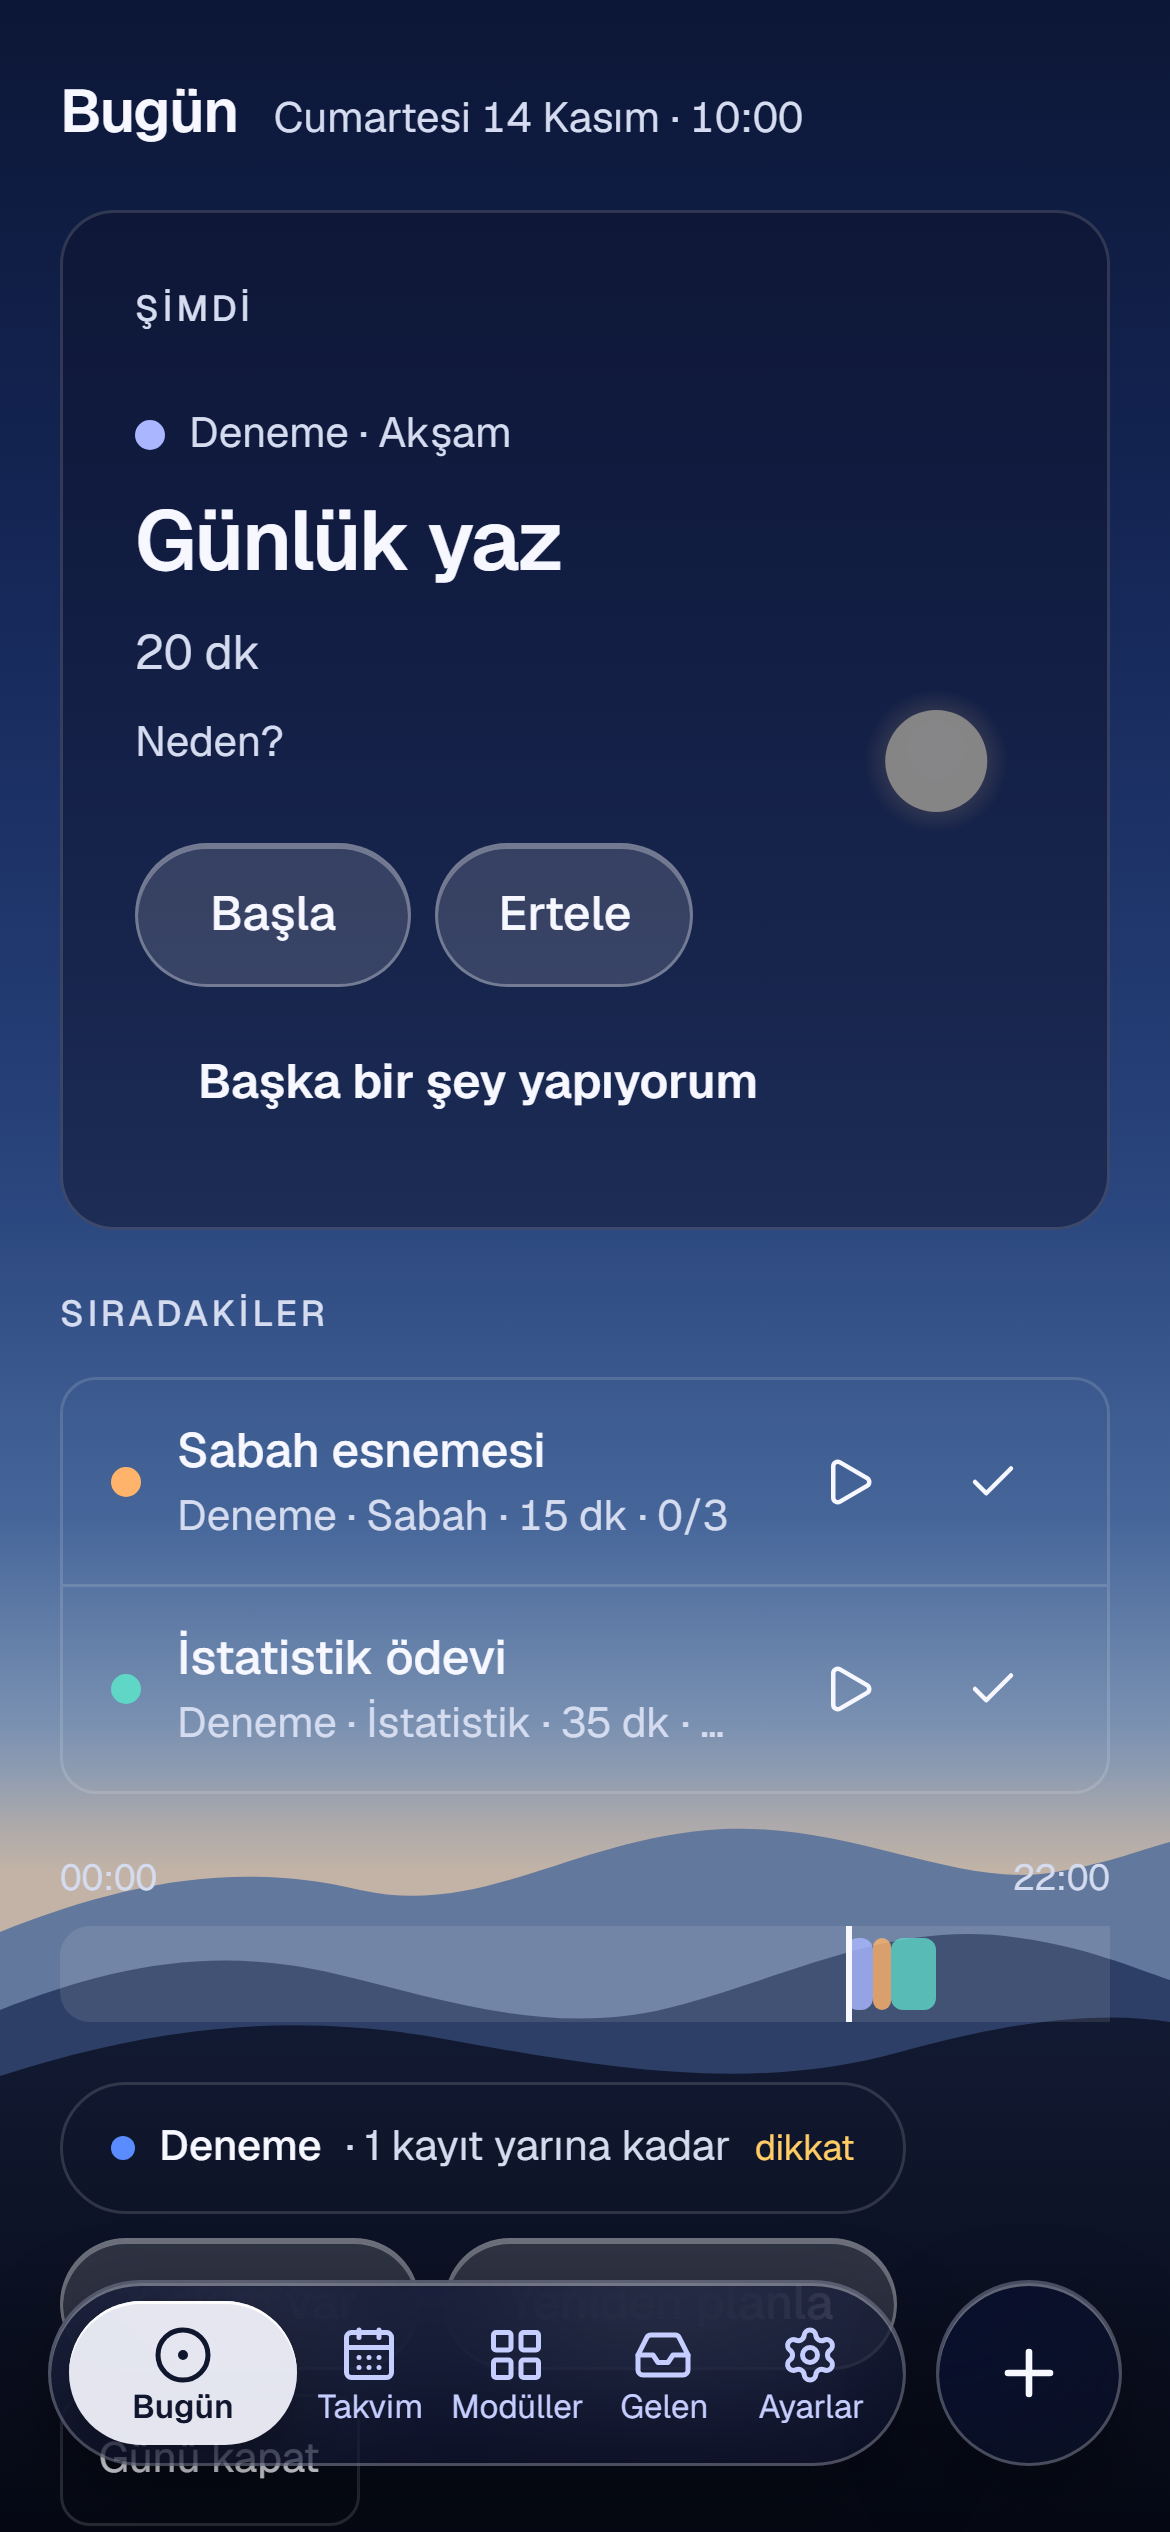 Bugün Cumartesi 14 Kasım · 10:00
ŞİMDİ
Deneme · Akşam
Günlük yaz
20 dk
Neden?
Başla Ertele
Başka bir şey yapıyorum
SIRADAKİLER
Sabah esnemesi
Deneme · Sabah · 15 dk · 0/3
İstatistik ödevi
Deneme · İstatistik · 35 dk · ...
00:00 22:00
Deneme · 1 kayıt yarına kadar dikkat
planla
Bugün Takvim Modüller Gelen Ayarlar
Günü kapat